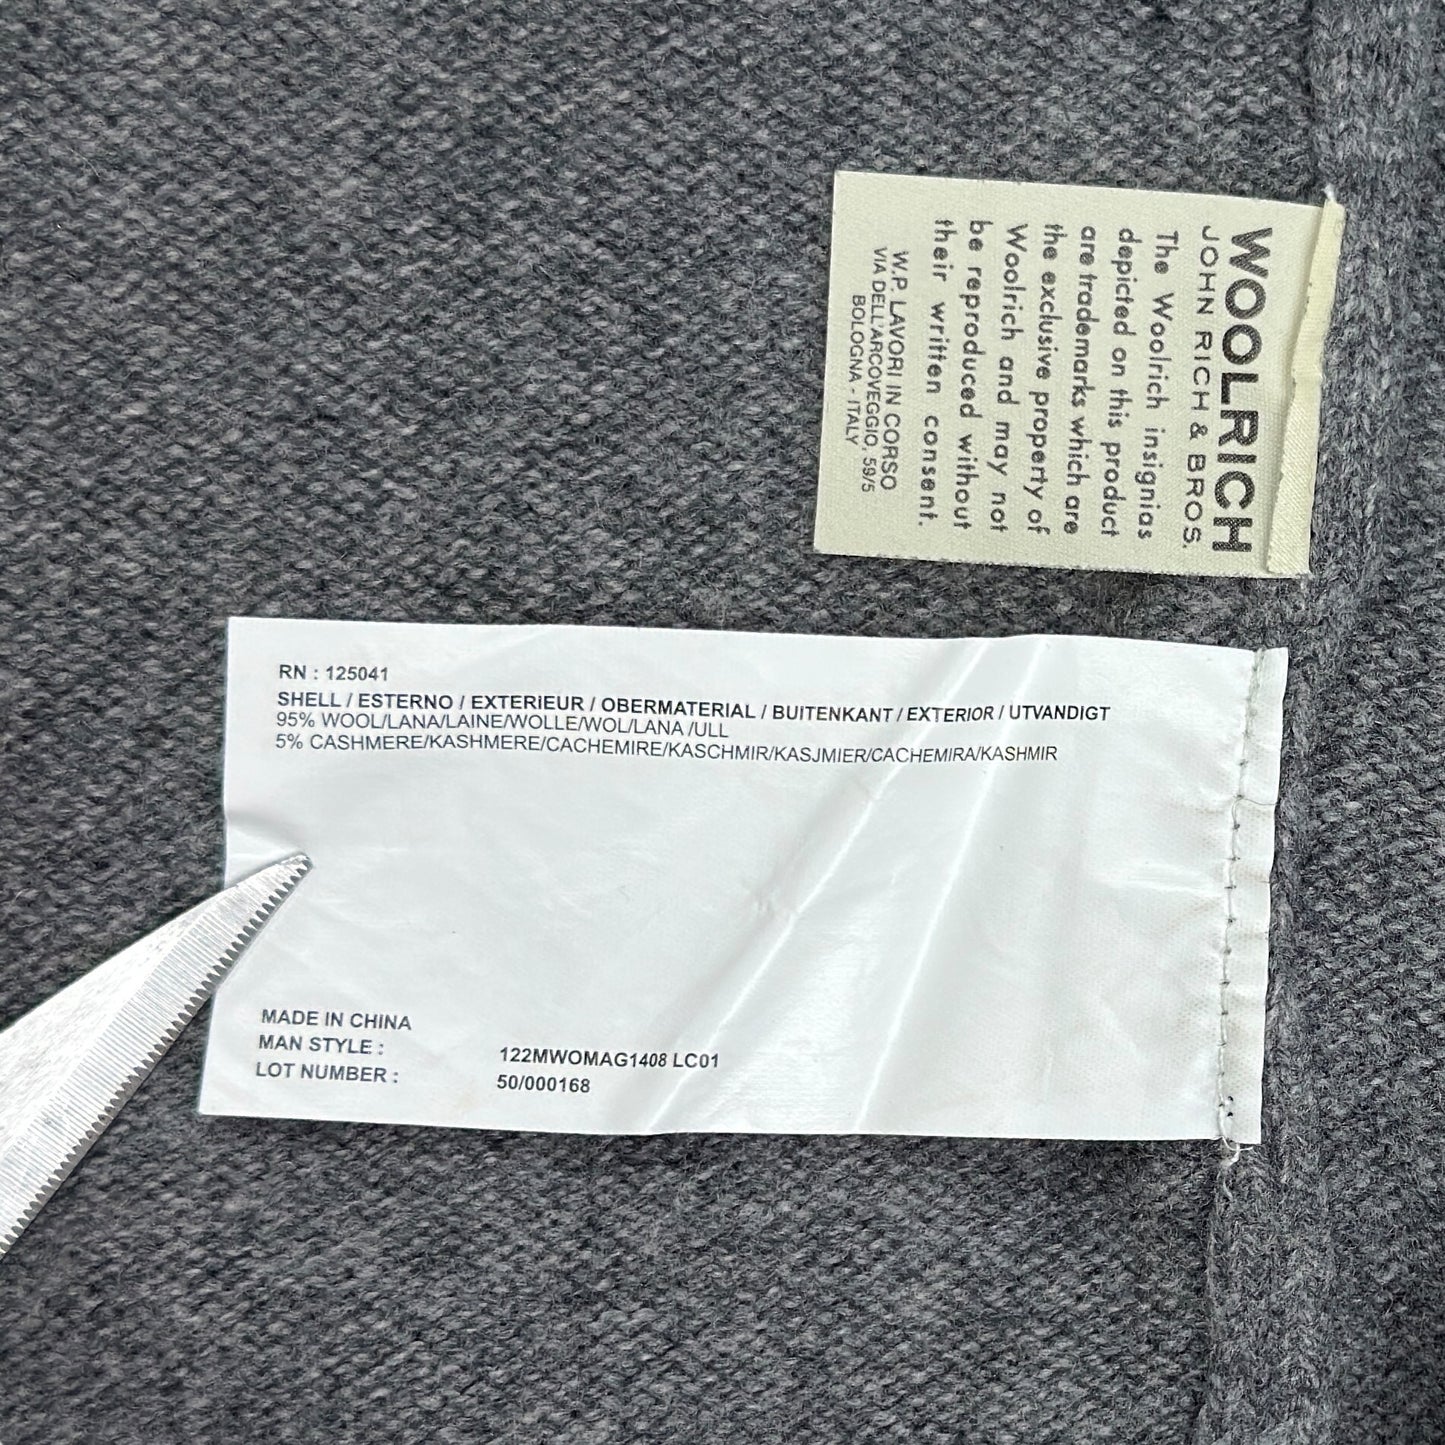 WOOLRICH
JOHN RICH & BROS.
The Woolrich insignias
depicted on this product
are trademarks which are
the exclusive property of
Woolrich and may not
be reproduced without
their written consent.
W.P. LAVORI IN CORSO
VIA DELL'ARCOVEGGIO, 59/5
BOLOGNA - ITALY
RN : 125041
SHELL / ESTERNO / EXTERiEUR / OBERMATERIAL / BUITENKANT / EXTERIOR / UTVANDIGT
95% WOOL/LANA/LAINE/WOLLE/WOL/LANA /ULL
5% CASHMERE/KASHMERE/CACHEMIRE/KASCHMIR/KASJMIER/CACHEMIRA/KASHMIR
MADE IN CHINA
MAN STYLE : 122MWOMAG1408 LC01
LOT NUMBER : 50/000168